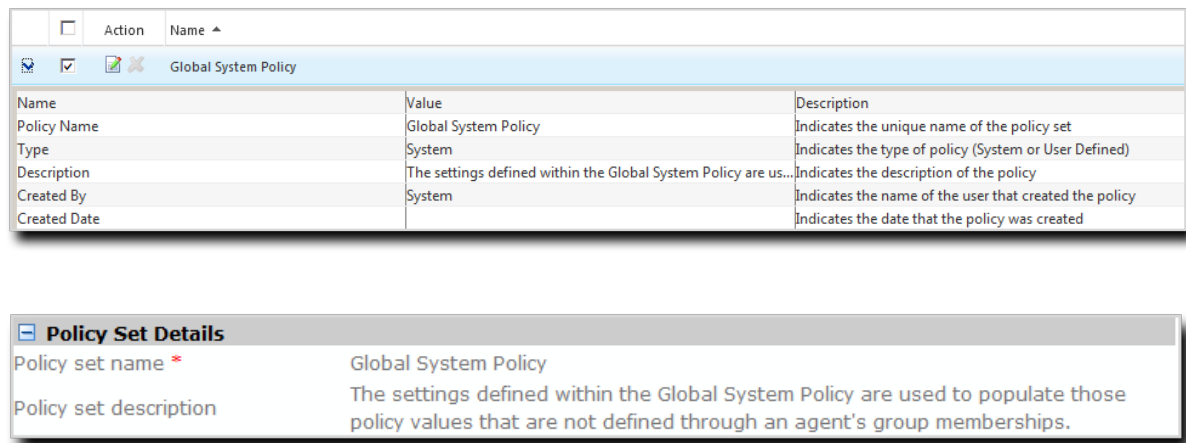 Action Name
Global System Policy
Name Value Description
Policy Name Global System Policy Indicates the unique name of the policy set
Type System Indicates the type of policy (System or User Defined)
Description The settings defined within the Global System Policy are us... Indicates the description of the policy
Created By System Indicates the name of the user that created the policy
Created Date Indicates the date that the policy was created
Policy Set Details
Policy set name * Global System Policy
Policy set description The settings defined within the Global System Policy are used to populate those
policy values that are not defined through an agent's group memberships.